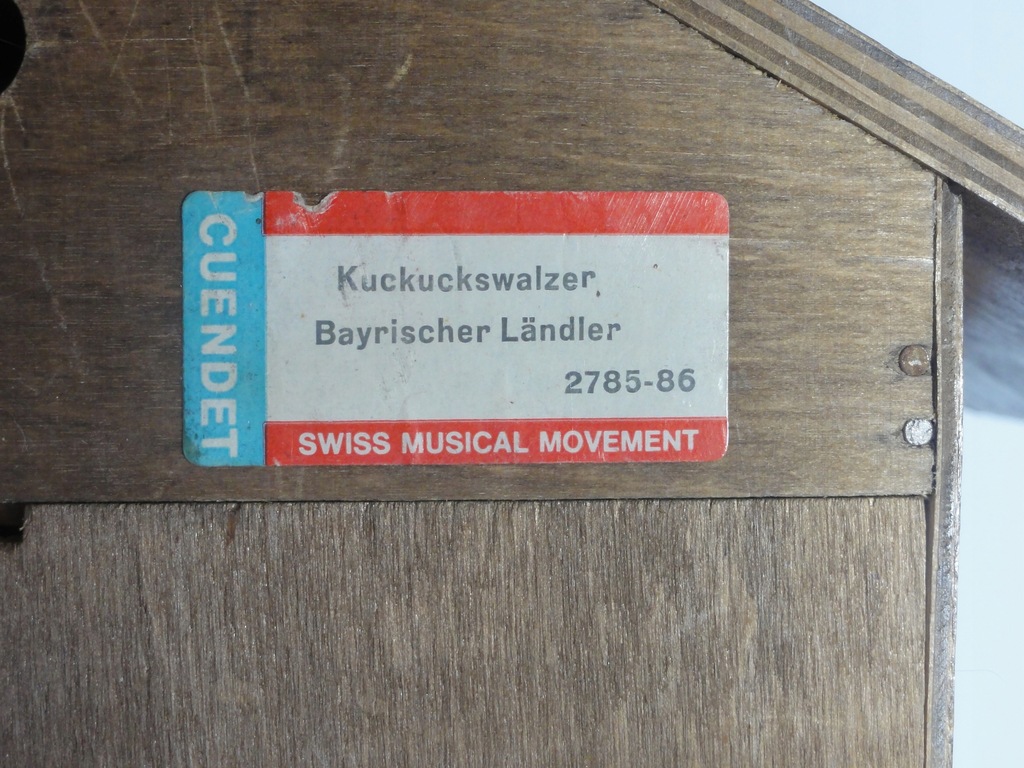 CUENDET
Kuckuckswalzer
Bayrischer Ländler
2785-86
SWISS MUSICAL MOVEMENT